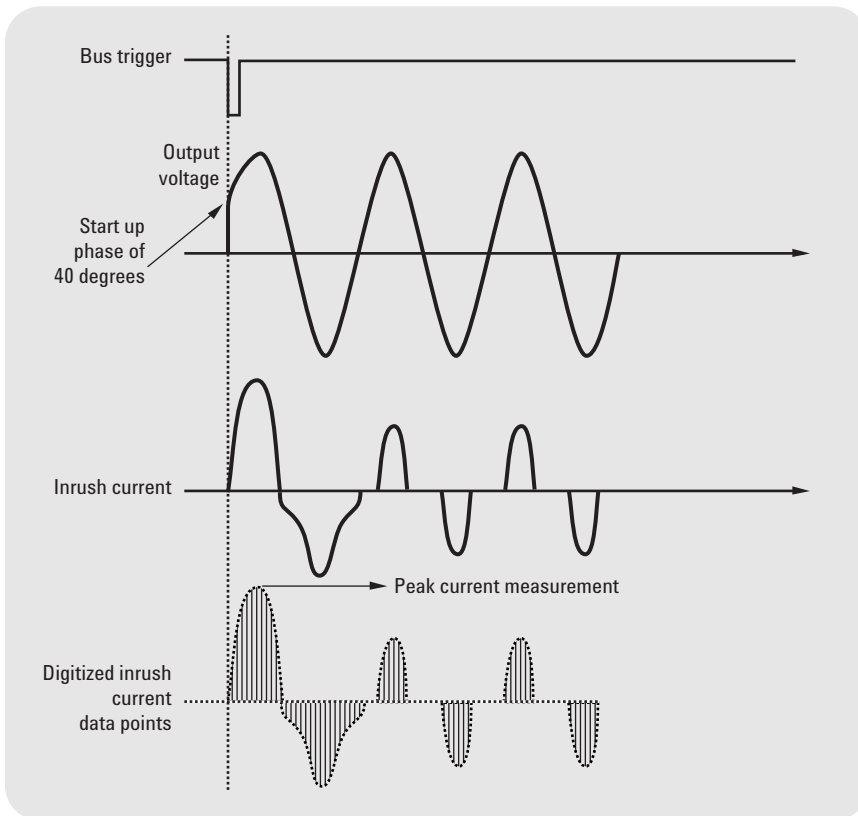 Bus trigger
Output
voltage
Start up
phase of
40 degrees
Inrush current
Peak current measurement
Digitized inrush
current
data points